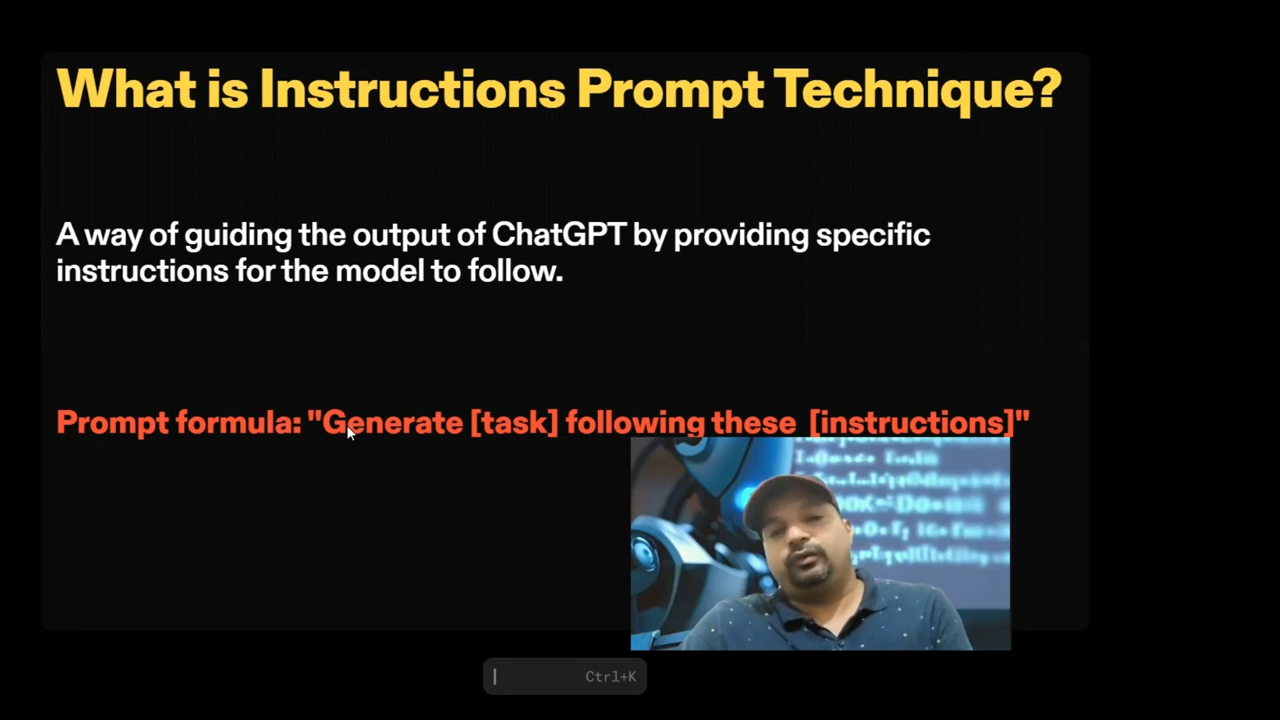 What is Instructions Prompt Technique?
A way of guiding the output of ChatGPT by providing specific
instructions for the model to follow.
Prompt formula: "Generate [task] following these [instructions]"
Ctrl+K